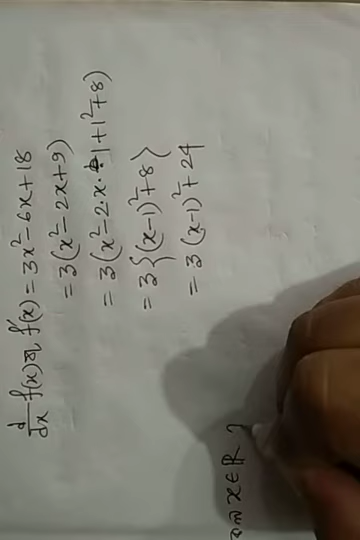 d/dx f(x) বা, f'(x) = 3x² - 6x + 18
= 3(x² - 2x + 9)
= 3(x² - 2·x·1 + 1² + 8)
= 3{(x-1)² + 8}
= 3(x-1)² + 24
x ∈ ℝ